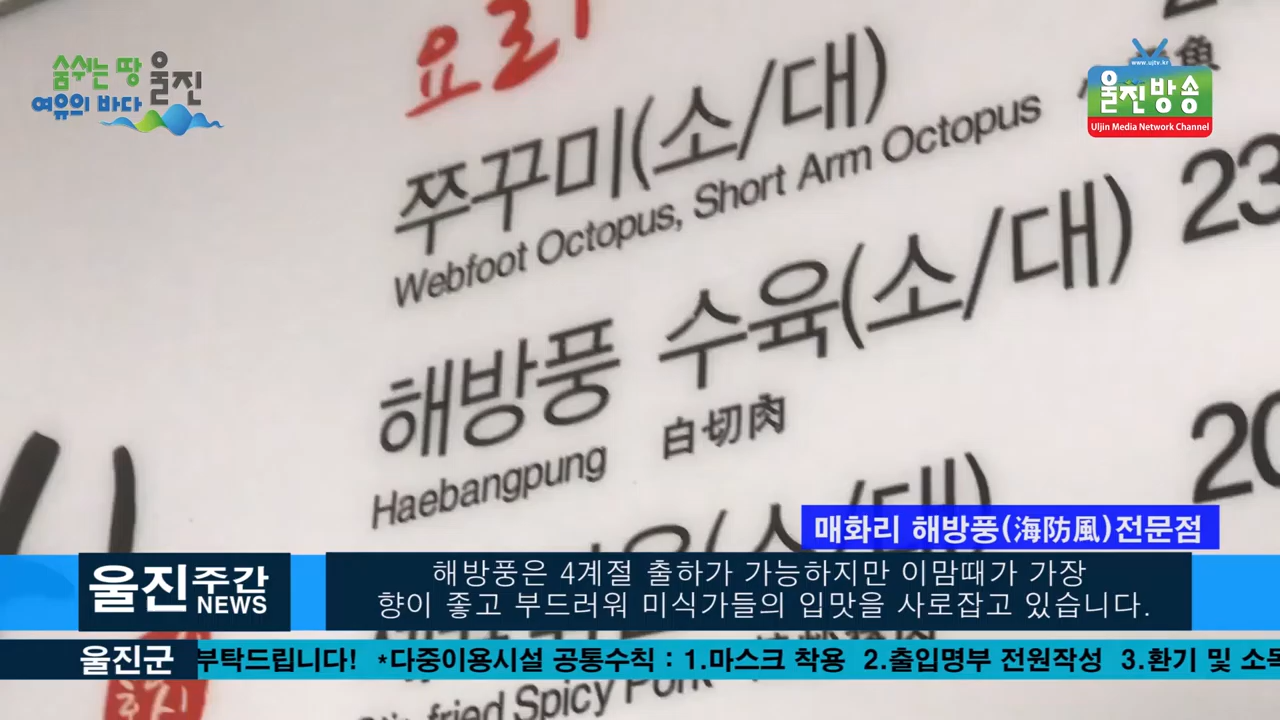 요리
숨쉬는 땅
여유의 바다
울진
www.ujtv.kr
울진방송
Uljin Media Network Channel
魚
쭈꾸미(소/대)
Webfoot Octopus, Short Arm Octopus
23
해방풍 수육(소/대)
Haebangpung 白切肉
20
매화리 해방풍(海防風)전문점
울진주간
NEWS
해방풍은 4계절 출하가 가능하지만 이맘때가 가장
향이 좋고 부드러워 미식가들의 입맛을 사로잡고 있습니다.
울진군 부탁드립니다! *다중이용시설 공통수칙 : 1.마스크 착용 2.출입명부 전원작성 3.환기 및 소독
fried Spicy Pork